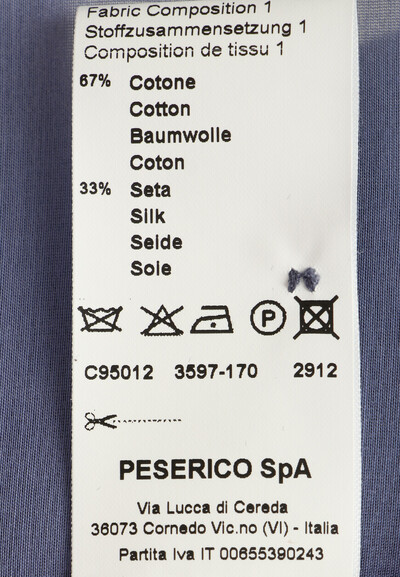 Fabric Composition 1
Stoffzusammensetzung 1
Composition de tissu 1
67% Cotone
Cotton
Baumwolle
Coton
33% Seta
Silk
Seide
Soie
P
C95012 3597-170 2912
PESERICO SpA
Via Lucca di Cereda
36073 Cornedo Vic.no (VI) - Italia
Partita Iva IT 00655390243